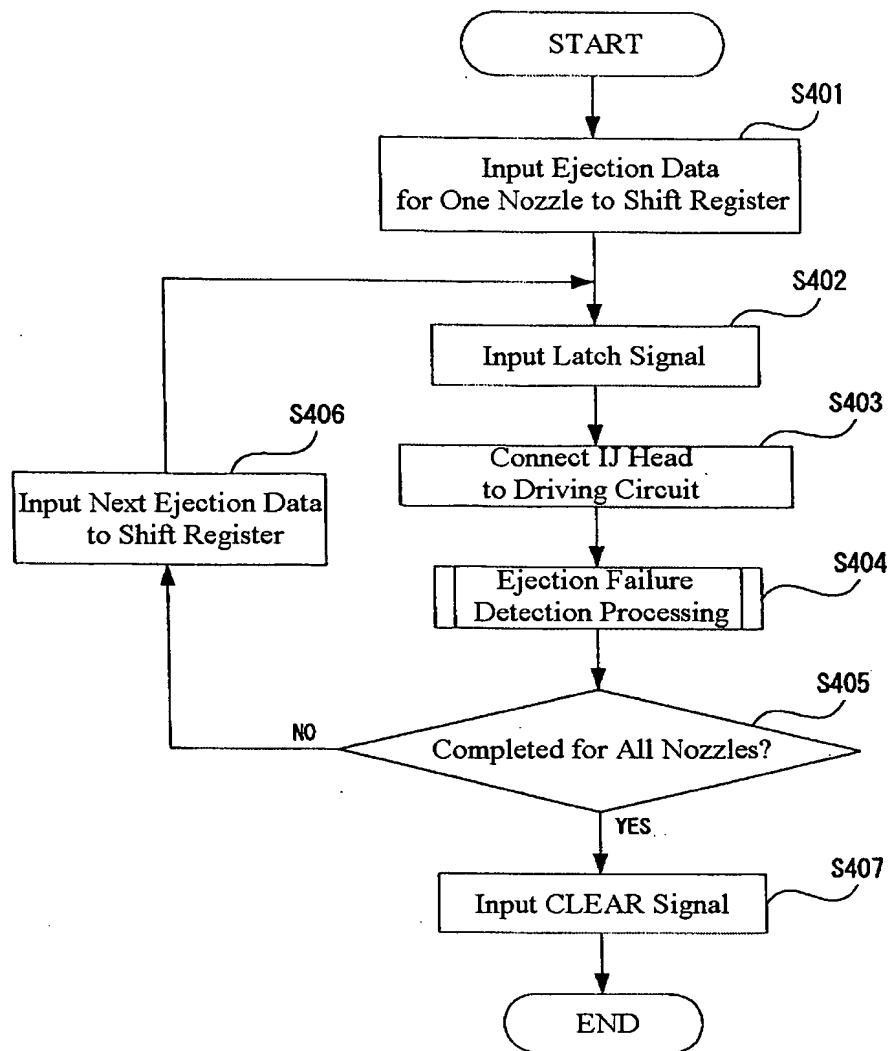 START
S401
Input Ejection Data
for One Nozzle to Shift Register
S402
Input Latch Signal
S403
Connect IJ Head
to Driving Circuit
S406
Input Next Ejection Data
to Shift Register
S404
Ejection Failure
Detection Processing
S405
NO
Completed for All Nozzles?
YES
S407
Input CLEAR Signal
END